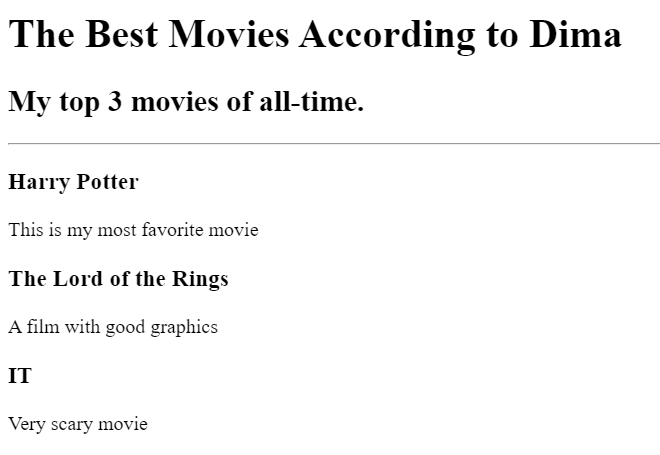 The Best Movies According to Dima
My top 3 movies of all-time.
Harry Potter
This is my most favorite movie
The Lord of the Rings
A film with good graphics
IT
Very scary movie